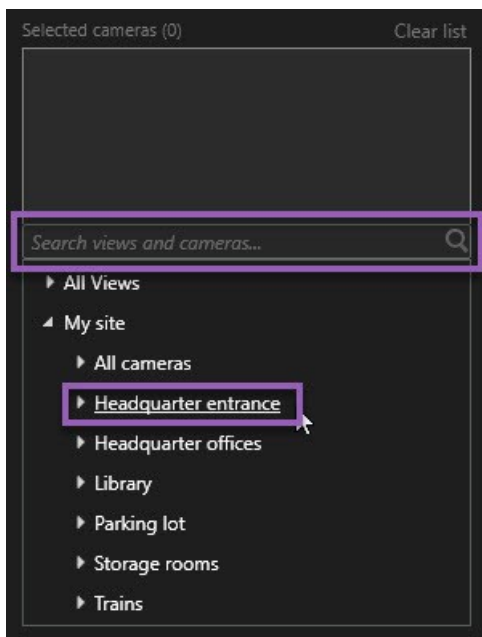 Selected cameras (0) Clear list
Search views and cameras...
All Views
My site
All cameras
Headquarter entrance
Headquarter offices
Library
Parking lot
Storage rooms
Trains